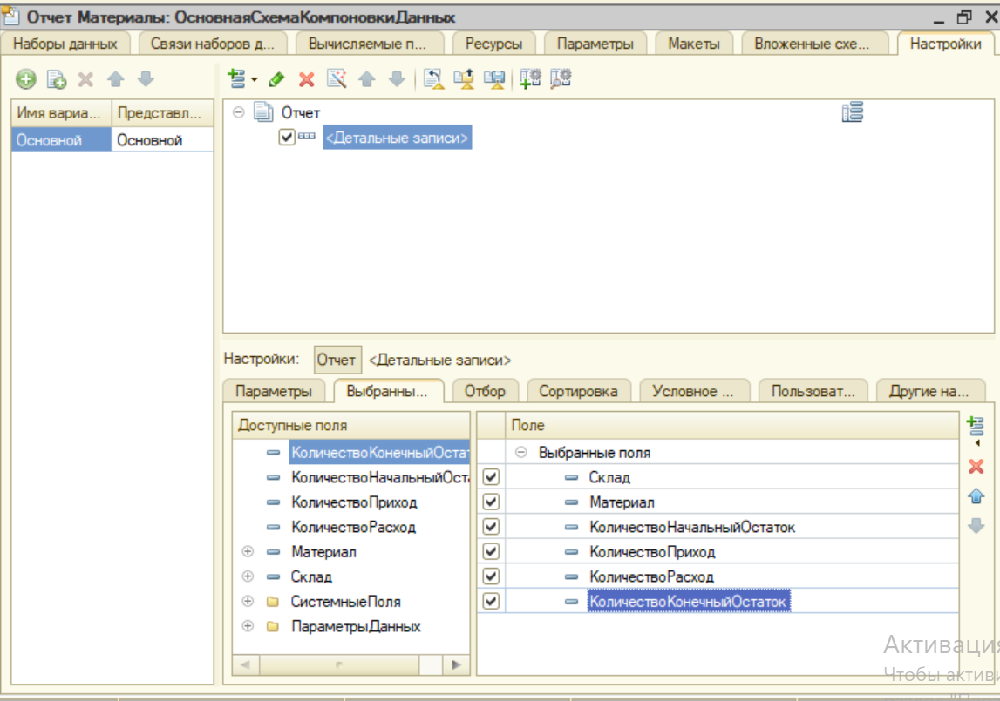 Отчет Материалы: ОсновнаяСхемаКомпоновкиДанных
Наборы данных Связи наборов д... Вычисляемые п... Ресурсы Параметры Макеты Вложенные схе... Настройки
Имя вариа... Представл...
Основной Основной
Отчет
<Детальные записи>
Настройки: Отчет <Детальные записи>
Параметры Выбранны... Отбор Сортировка Условное ... Пользоват... Другие на...
Доступные поля
КоличествоКонечныйОстат
КоличествоНачальныйОст
КоличествоПриход
КоличествоРасход
Материал
Склад
СистемныеПоля
ПараметрыДанных
Поле
Выбранные поля
Склад
Материал
КоличествоНачальныйОстаток
КоличествоПриход
КоличествоРасход
КоличествоКонечныйОстаток
Активация
Чтобы активи